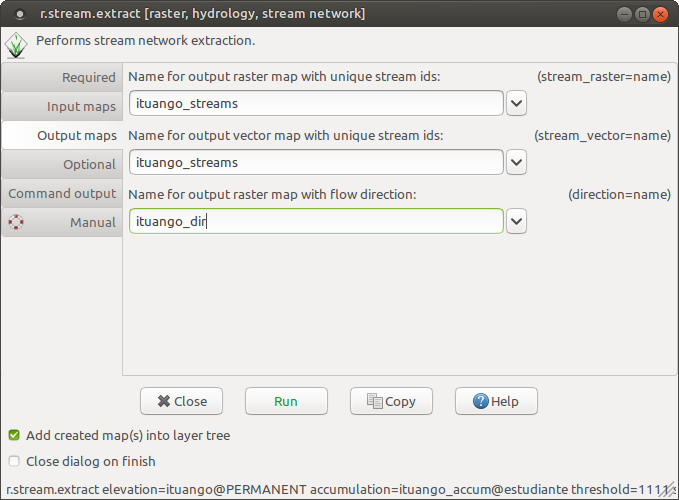 r.stream.extract [raster, hydrology, stream network]
Performs stream network extraction.
Required
Input maps
Output maps
Optional
Command output
Manual
Name for output raster map with unique stream ids: (stream_raster=name)
ituango_streams
Name for output vector map with unique stream ids: (stream_vector=name)
ituango_streams
Name for output raster map with flow direction: (direction=name)
ituango_dir
Close Run Copy Help
Add created map(s) into layer tree
Close dialog on finish
r.stream.extract elevation=ituango@PERMANENT accumulation=ituango_accum@estudiante threshold=1111